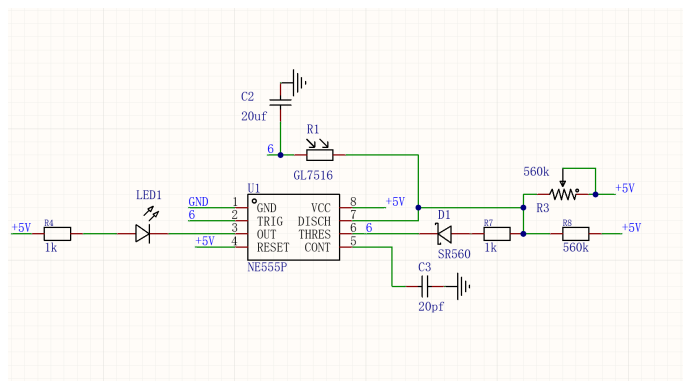 C2
20uf
R1
6
GL7516
560k
+5V
R3
LED1
U1
GND
1
GND
VCC
8
+5V
6
2
TRIG
DISCH
7
D1
+5V
R4
3
OUT
THRES
6
6
R7
R8
+5V
1k
+5V
4
RESET
CONT
5
SR560
1k
560k
NE555P
C3
20pf